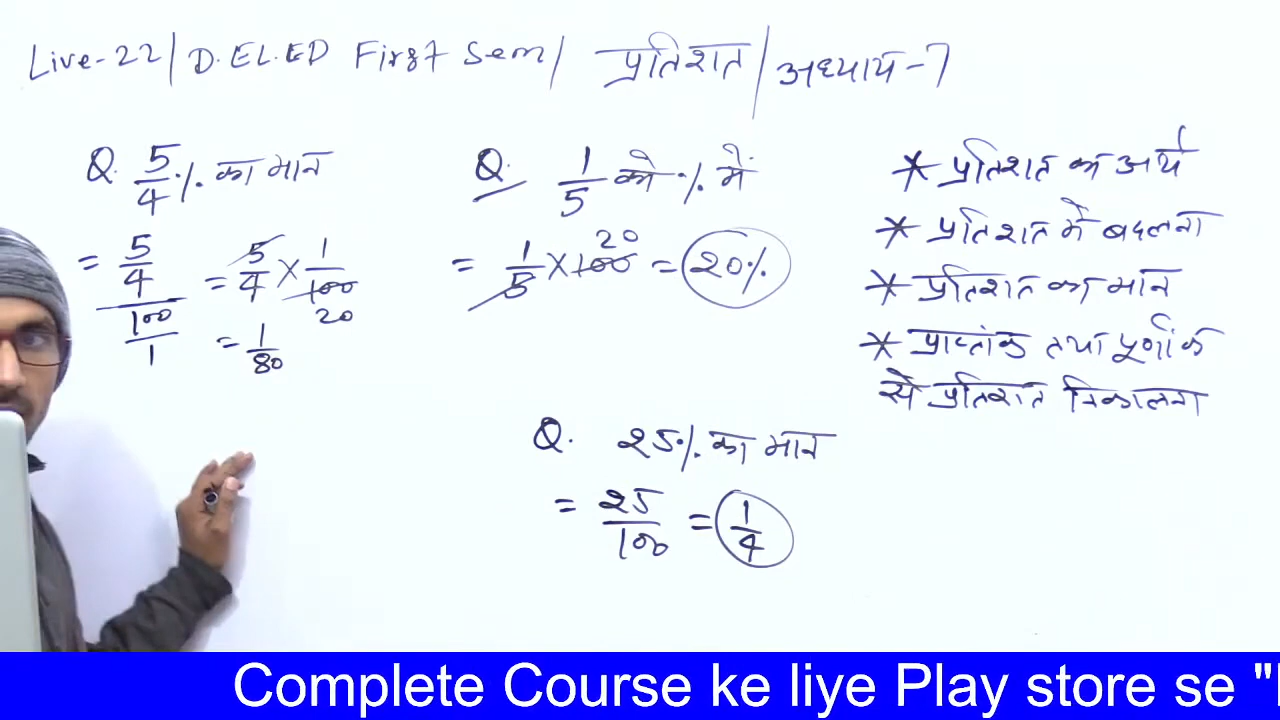 Live-22/ D.EL.ED First Sem/ प्रतिशत/ अध्याय-7
Q. 5/4 % का मान
= 5/4 / 100/1 = 5/4 × 1/100 20
= 1/80
Q. 1/5 को % में
= 1/5 × 100 20 = 20%
* प्रतिशत का अर्थ
* प्रतिशत में बदलना
* प्रतिशत का मान
* प्राप्तांक तथा पूर्णांक
से प्रतिशत निकालना
Q. 25% का मान
= 25/100 = 1/4
Complete Course ke liye Play store se "